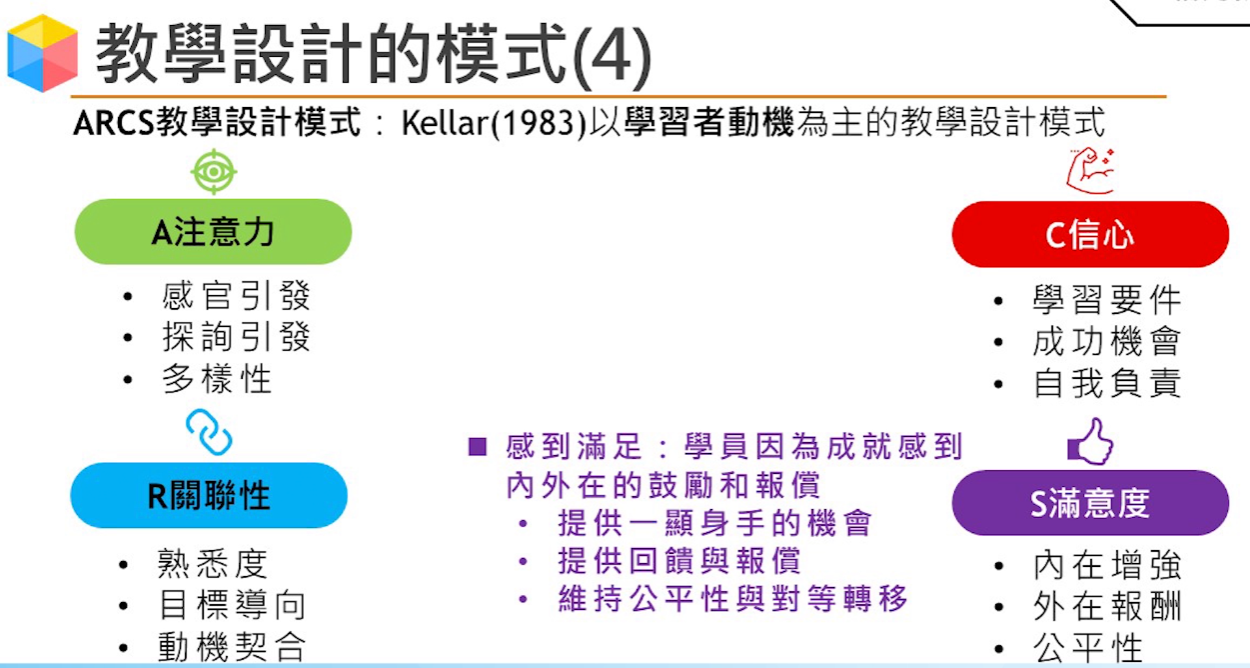 教學設計的模式(4)
ARCS教學設計模式：Kellar(1983)以學習者動機為主的教學設計模式
A注意力
• 感官引發
• 探詢引發
• 多樣性
R關聯性
• 熟悉度
• 目標導向
• 動機契合
C信心
• 學習要件
• 成功機會
• 自我負責
S滿意度
• 內在增強
• 外在報酬
• 公平性
■ 感到滿足：學員因為成就感到
內外在的鼓勵和報償
• 提供一顯身手的機會
• 提供回饋與報償
• 維持公平性與對等轉移